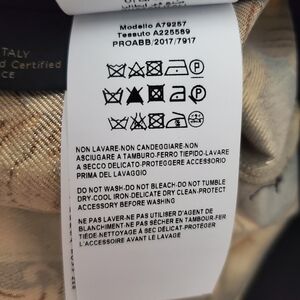 ITALY
d Certified
CE
Modello A79257
Tessuto A225589
PROABB/2017/7917
NON LAVARE-NON CANDEGGIARE-NON
ASCIUGARE A TAMBURO-FERRO TIEPIDO-LAVARE
A SECCO DELICATO-PROTEGGERE ACCESSORIO
PRIMA DEL LAVAGGIO
DO NOT WASH-DO NOT BLEACH-DO NOT TUMBLE
DRY-COOL IRON-DELICATE DRY CLEAN-PROTECT
ACCESSORY BEFORE WASHING
NE PAS LAVER-NE PAS UTILISER D'AGENT DE
BLANCHIMENT-NE PAS SÉCHER EN TAMBOUR-FER
TIÈDE NETTOYAGE À SEC DÉLICAT-PROTÉGER
L'ACCESSOIRE AVANT LE LAVAGE